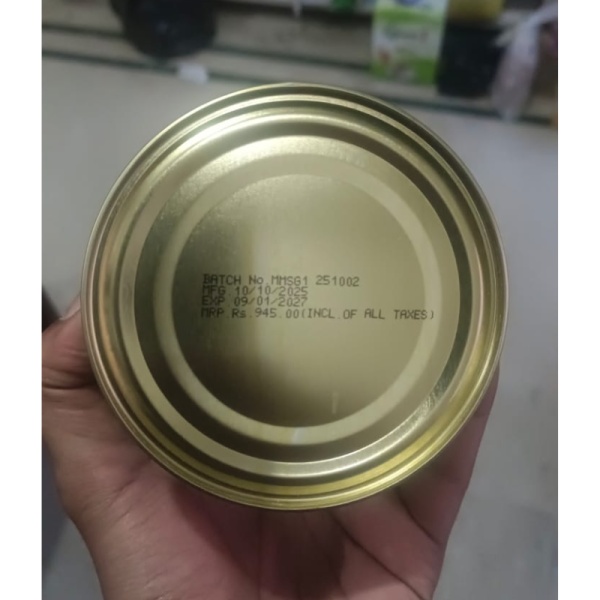 BATCH No.MMSG1 251002
MFG 10/10/2025
EXP 09/01/2027
MRP Rs.945.00(INCL.OF ALL TAXES)